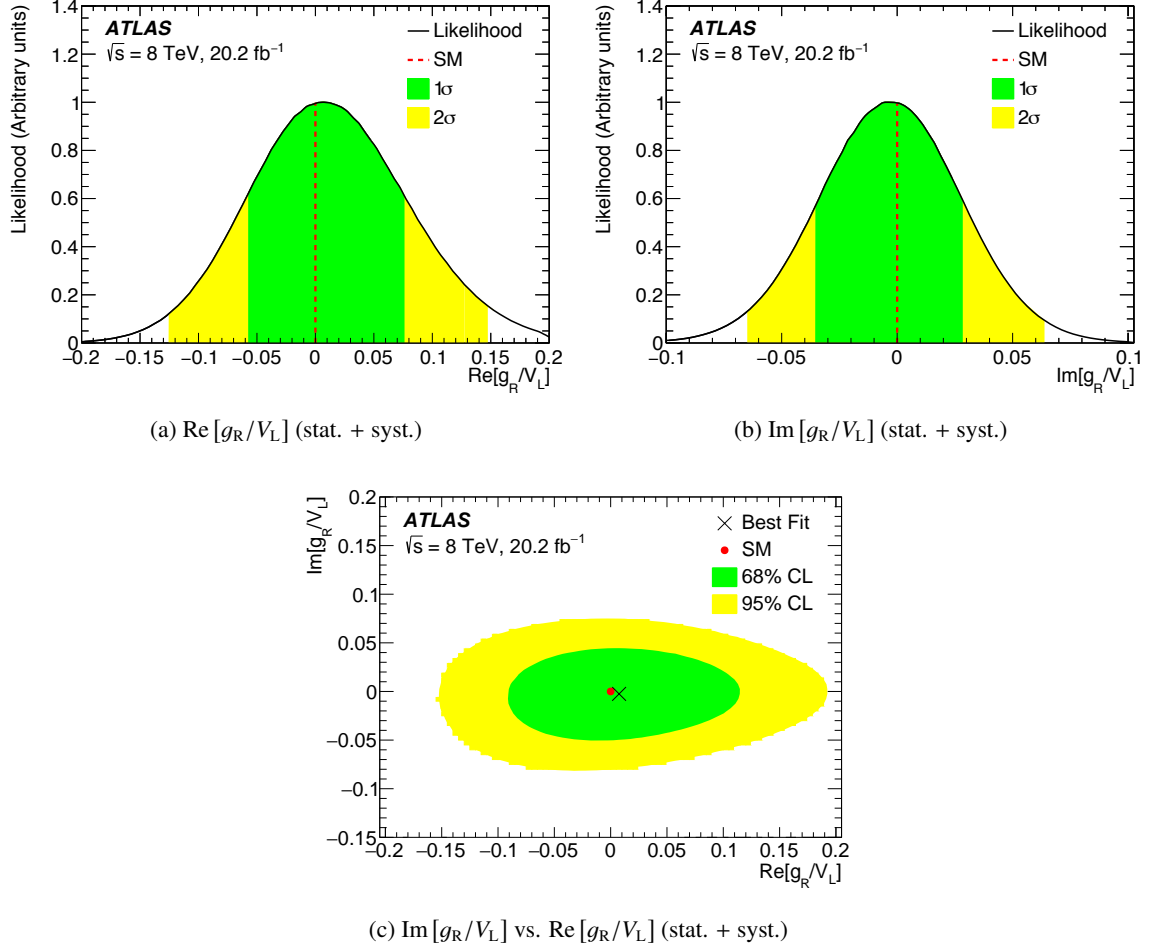 Likelihood (Arbitrary units)
1.4
1.2
1
0.8
0.6
0.4
0.2
0
ATLAS
√s = 8 TeV, 20.2 fb⁻¹
Likelihood
SM
1σ
2σ
−0.2 −0.15 −0.1 −0.05 0 0.05 0.1 0.15 0.2
Re[g_R/V_L]
(a) Re [g_R/V_L] (stat. + syst.)
Likelihood (Arbitrary units)
1.4
1.2
1
0.8
0.6
0.4
0.2
0
ATLAS
√s = 8 TeV, 20.2 fb⁻¹
Likelihood
SM
1σ
2σ
−0.1 −0.05 0 0.05 0.1
Im[g_R/V_L]
(b) Im [g_R/V_L] (stat. + syst.)
Im[g_R/V_L]
0.2
0.15
0.1
0.05
0
−0.05
−0.1
−0.15
ATLAS
√s = 8 TeV, 20.2 fb⁻¹
Best Fit
SM
68% CL
95% CL
−0.2 −0.15 −0.1 −0.05 0 0.05 0.1 0.15 0.2
Re[g_R/V_L]
(c) Im [g_R/V_L] vs. Re [g_R/V_L] (stat. + syst.)